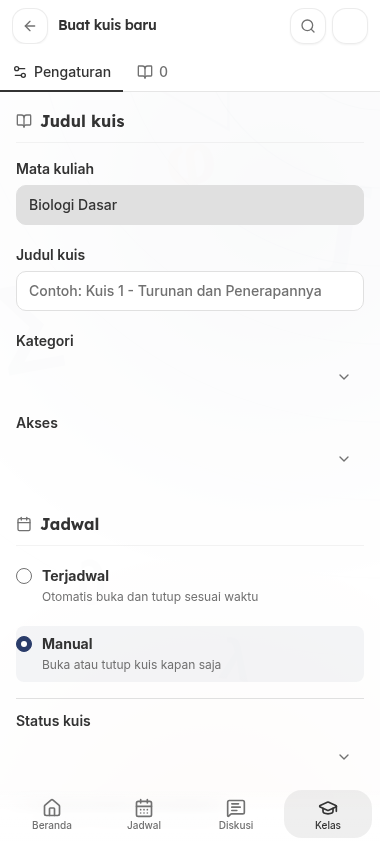 Buat kuis baru
Pengaturan
0
Judul kuis
Mata kuliah
Biologi Dasar
Judul kuis
Contoh: Kuis 1 - Turunan dan Penerapannya
Kategori
Akses
Jadwal
Terjadwal
Otomatis buka dan tutup sesuai waktu
Manual
Buka atau tutup kuis kapan saja
Status kuis
Beranda
Jadwal
Diskusi
Kelas